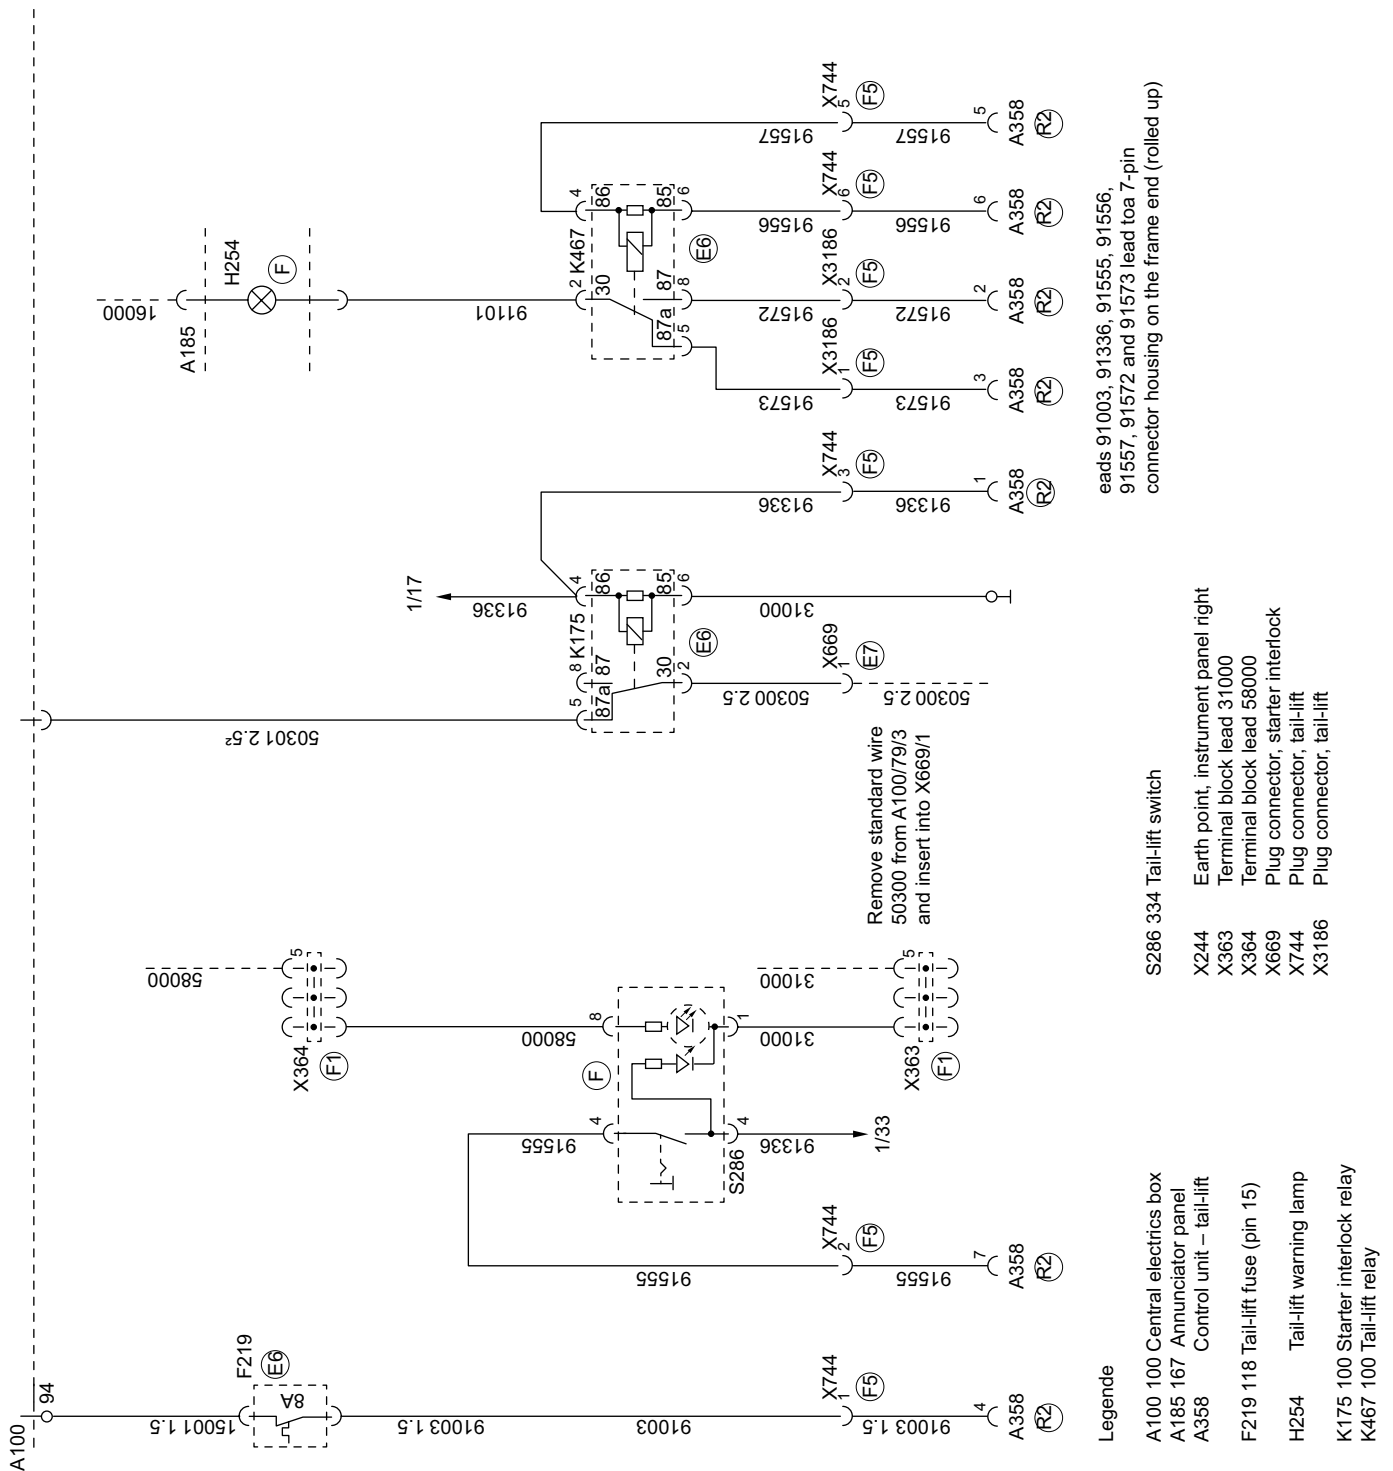 A100
94
15001 1.5
F219
E6
8A
91003 1.5
91003
X744
1
F5
91003 1.5
4
A358
R2
91555
X744
2
F5
91555
7
A358
R2
91555
4
F
S286
4
91336
1/33
58000
5
X364
F1
58000
8
1
31000
31000
5
X363
F1
50301 2.5²
5
8
K175
4
87a
87
86
30
85
2
6
E6
1/17
91336
50300 2.5
X669
1
E7
50300 2.5
31000
Remove standard wire
50300 from A100/79/3
and insert into X669/1
91336
X744
3
F5
91336
1
A358
R2
16000
A185
H254
F
91101
2
K467
4
30
86
87a
87
85
5
8
6
E6
91573
X3186
1
F5
91573
3
A358
R2
91572
X3186
2
F5
91572
2
A358
R2
91556
X744
6
F5
91556
6
A358
R2
91557
X744
5
F5
91557
5
A358
R2
eads 91003, 91336, 91555, 91556,
91557, 91572 and 91573 lead toa 7-pin
connector housing on the frame end (rolled up)
Legende
A100 100 Central electrics box
A185 167 Annunciator panel
A358 Control unit – tail-lift
F219 118 Tail-lift fuse (pin 15)
H254 Tail-lift warning lamp
K175 100 Starter interlock relay
K467 100 Tail-lift relay
S286 334 Tail-lift switch
X244 Earth point, instrument panel right
X363 Terminal block lead 31000
X364 Terminal block lead 58000
X669 Plug connector, starter interlock
X744 Plug connector, tail-lift
X3186 Plug connector, tail-lift